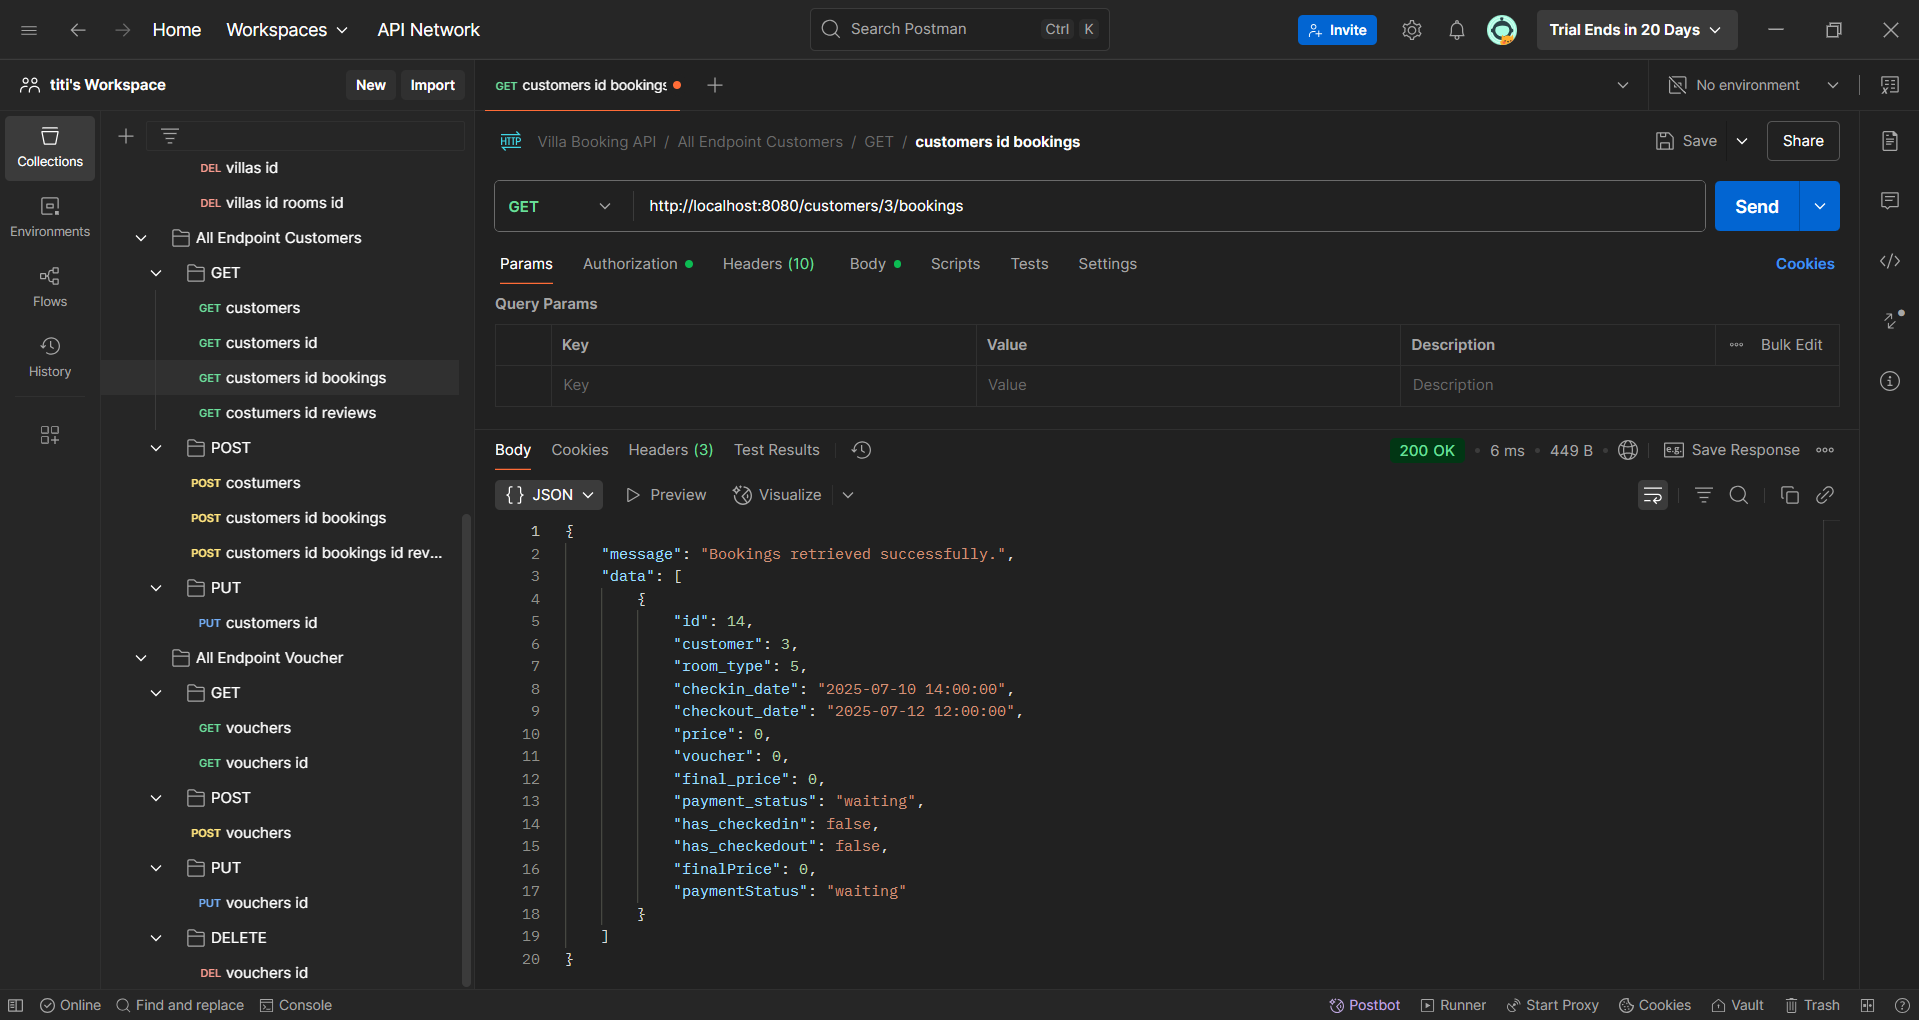 Home Workspaces API Network Search Postman Ctrl K Invite Trial Ends in 20 Days
titi's Workspace New Import GET customers id bookings No environment
Collections
Environments
Flows
History
DEL villas id
DEL villas id rooms id
All Endpoint Customers
GET
GET customers
GET customers id
GET customers id bookings
GET costumers id reviews
POST
POST costumers
POST customers id bookings
POST customers id bookings id rev...
PUT
PUT customers id
All Endpoint Voucher
GET
GET vouchers
GET vouchers id
POST
POST vouchers
PUT
PUT vouchers id
DELETE
DEL vouchers id
HTTP Villa Booking API / All Endpoint Customers / GET / customers id bookings Save Share
GET http://localhost:8080/customers/3/bookings Send
Params Authorization Headers (10) Body Scripts Tests Settings Cookies
Query Params
Key Value Description Bulk Edit
Key Value Description
Body Cookies Headers (3) Test Results 200 OK 6 ms 449 B e.g. Save Response
{} JSON Preview Visualize
1 {
2 "message": "Bookings retrieved successfully.",
3 "data": [
4 {
5 "id": 14,
6 "customer": 3,
7 "room_type": 5,
8 "checkin_date": "2025-07-10 14:00:00",
9 "checkout_date": "2025-07-12 12:00:00",
10 "price": 0,
11 "voucher": 0,
12 "final_price": 0,
13 "payment_status": "waiting",
14 "has_checkedin": false,
15 "has_checkedout": false,
16 "finalPrice": 0,
17 "paymentStatus": "waiting"
18 }
19 ]
20 }
Online Find and replace Console Postbot Runner Start Proxy Cookies Vault Trash